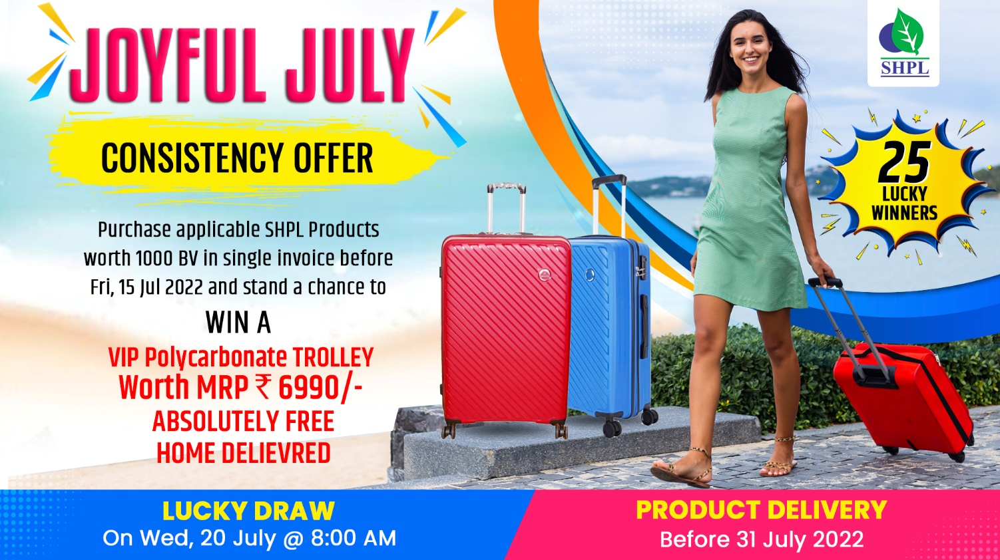 JOYFUL JULY
CONSISTENCY OFFER
Purchase applicable SHPL Products
worth 1000 BV in single invoice before
Fri, 15 Jul 2022 and stand a chance to
WIN A
VIP Polycarbonate TROLLEY
Worth MRP ₹ 6990/-
ABSOLUTELY FREE
HOME DELIEVRED
SHPL
25
LUCKY
WINNERS
LUCKY DRAW
On Wed, 20 July @ 8:00 AM
PRODUCT DELIVERY
Before 31 July 2022